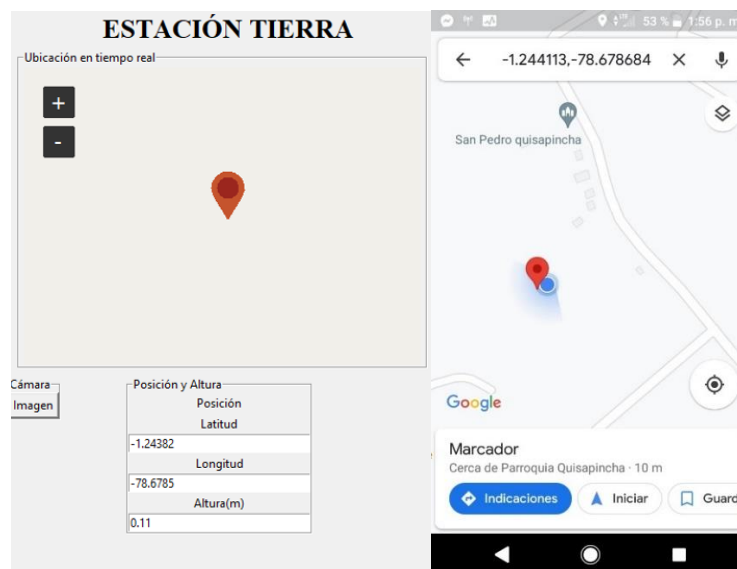 ESTACIÓN TIERRA
Ubicación en tiempo real
+
-
Cámara
Imagen
Posición y Altura
Posición
Latitud
-1.24382
Longitud
-78.6785
Altura(m)
0.11
53 % 1:56 p. m
-1.244113,-78.678684
San Pedro quisapincha
Google
Marcador
Cerca de Parroquia Quisapincha · 10 m
Indicaciones
Iniciar
Guard